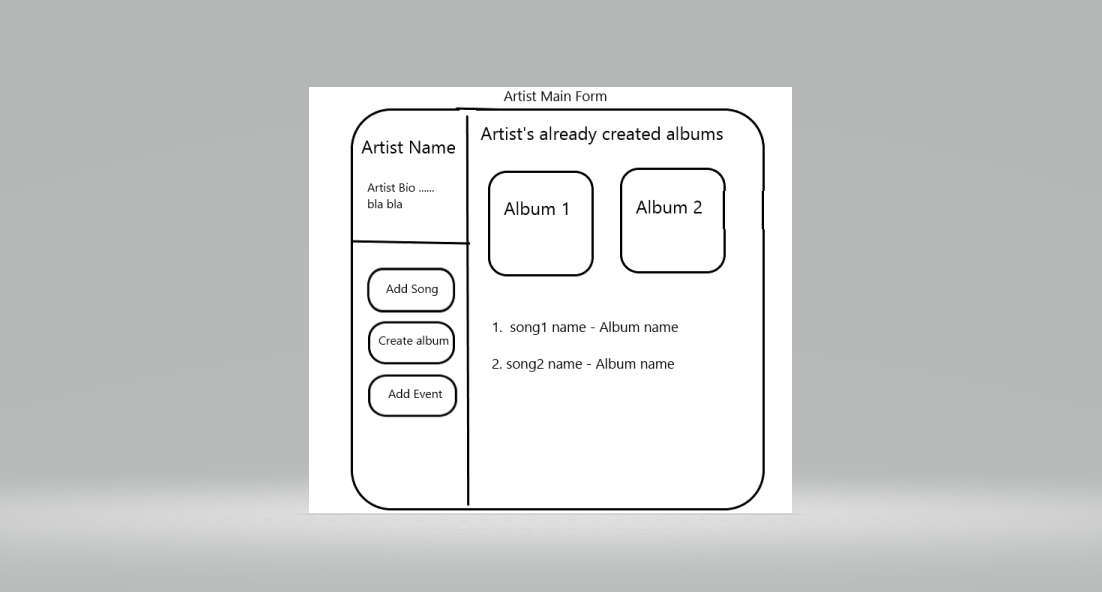 Artist Main Form
Artist Name
Artist Bio ......
bla bla
Add Song
Create album
Add Event
Artist's already created albums
Album 1
Album 2
1. song1 name - Album name
2. song2 name - Album name